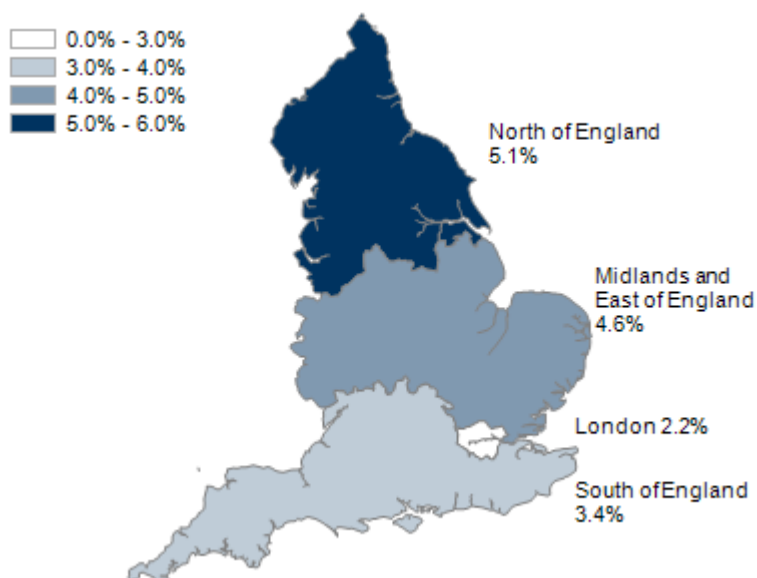 0.0% - 3.0%
3.0% - 4.0%
4.0% - 5.0%
5.0% - 6.0%
North of England
5.1%
Midlands and
East of England
4.6%
London 2.2%
South of England
3.4%